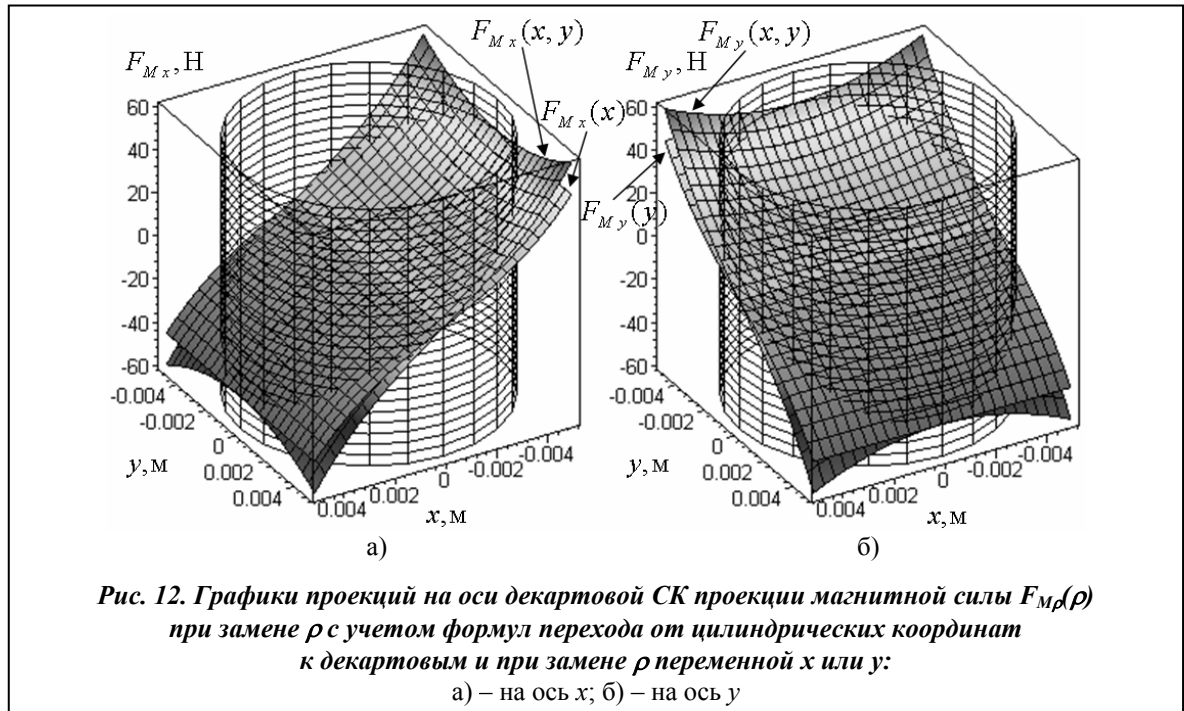 F_{M x}, Н
F_{M x}(x, y)
F_{M x}(x)
60
40
20
0
-20
-40
-60
-0.004
-0.002
0
0.002
0.004
y, м
0.004
0.002
0
-0.002
-0.004
x, м
а)
F_{M y}, Н
F_{M y}(x, y)
F_{M y}(y)
60
40
20
0
-20
-40
-60
-0.004
-0.002
0
0.002
0.004
y, м
0.004
0.002
0
-0.002
-0.004
x, м
б)
Рис. 12. Графики проекций на оси декартовой СК проекции магнитной силы F_{Mρ}(ρ)
при замене ρ с учетом формул перехода от цилиндрических координат
к декартовым и при замене ρ переменной x или y:
а) – на ось x; б) – на ось y